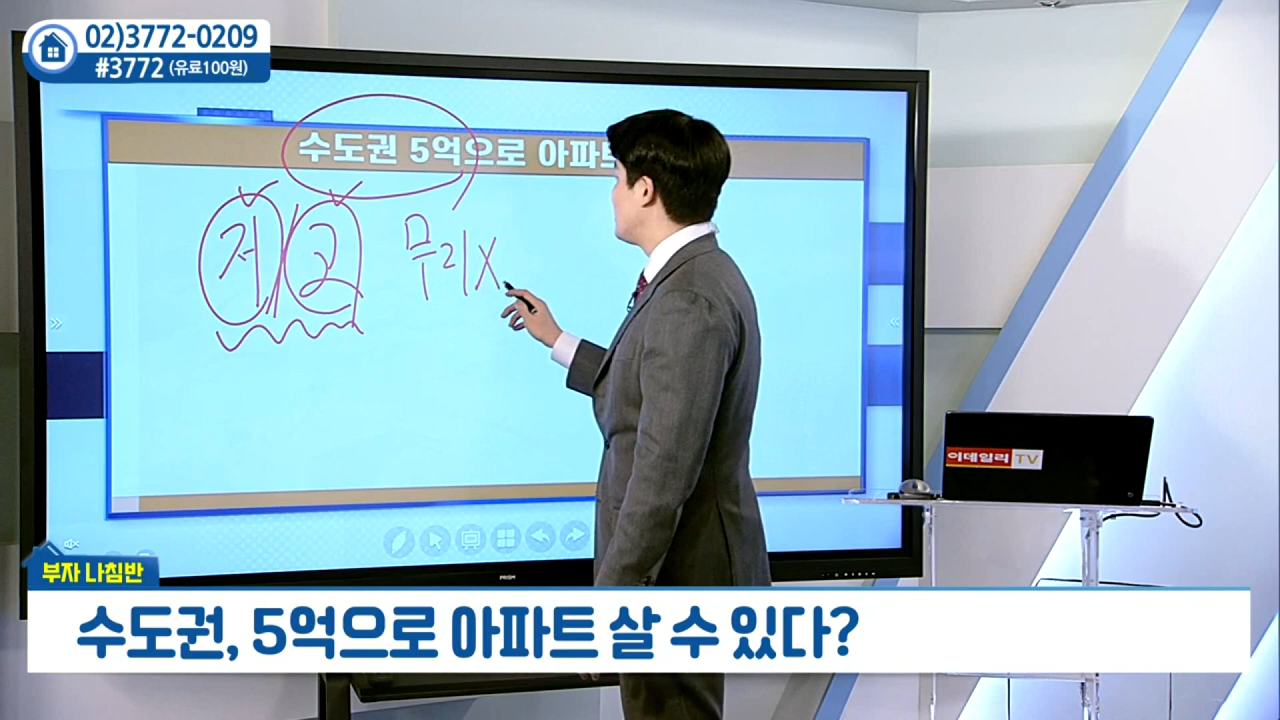 02)3772-0209
#3772 (유료100원)
수도권 5억으로 아파트
저 고 무리X
이데일리 TV
PRISM
부자 나침반
수도권, 5억으로 아파트 살 수 있다?